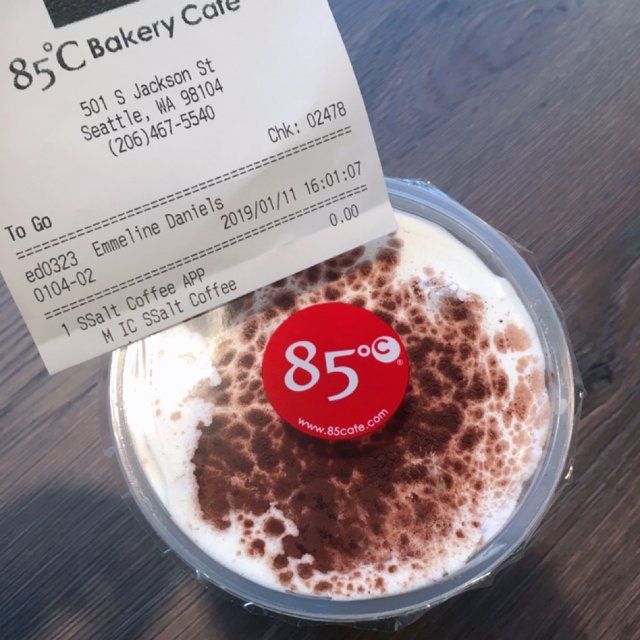 85°C Bakery Cafe
501 S Jackson St
Seattle, WA 98104
(206)467-5540
Chk: 02478
To Go
ed0323 Emmeline Daniels
0104-02 2019/01/11 16:01:07
1 SSalt Coffee APP 0.00
M IC SSalt Coffee
85°C®
www.85cafe.com